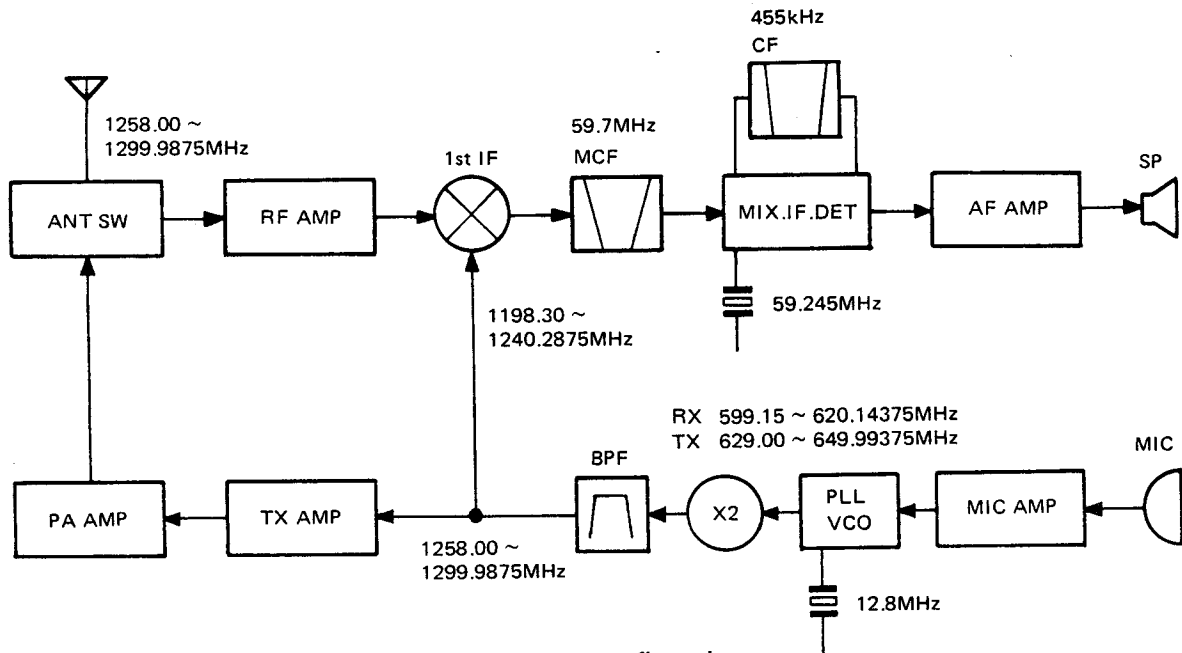 455kHz
CF
1258.00 ~
1299.9875MHz
59.7MHz
MCF
1st IF
SP
ANT SW
RF AMP
MIX.IF.DET
AF AMP
59.245MHz
1198.30 ~
1240.2875MHz
RX 599.15 ~ 620.14375MHz
TX 629.00 ~ 649.99375MHz
MIC
BPF
PA AMP
TX AMP
X2
PLL
VCO
MIC AMP
1258.00 ~
1299.9875MHz
12.8MHz